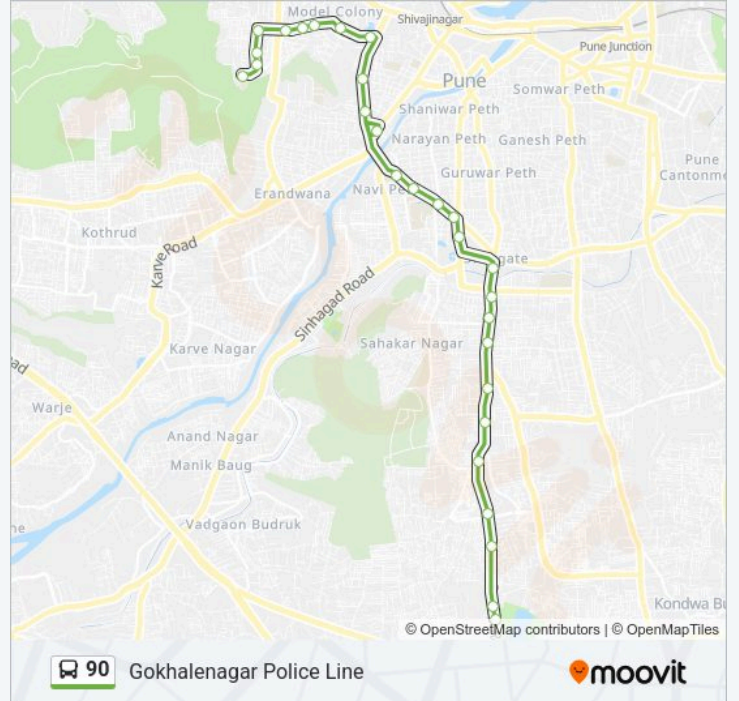 Model Colony
Shivajinagar
Pune Junction
Pune
Somwar Peth
Shaniwar Peth
Narayan Peth
Ganesh Peth
Pune
Cantonme
Guruwar Peth
Erandwana
Navi Pe
Kothrud
Karve Road
gate
Sinhagad Road
Karve Nagar
Sahakar Nagar
ad
Warje
Anand Nagar
Manik Baug
ne
Vadgaon Budruk
Kondwa Bu
© OpenStreetMap contributors | © OpenMapTiles
90 Gokhalenagar Police Line
moovit